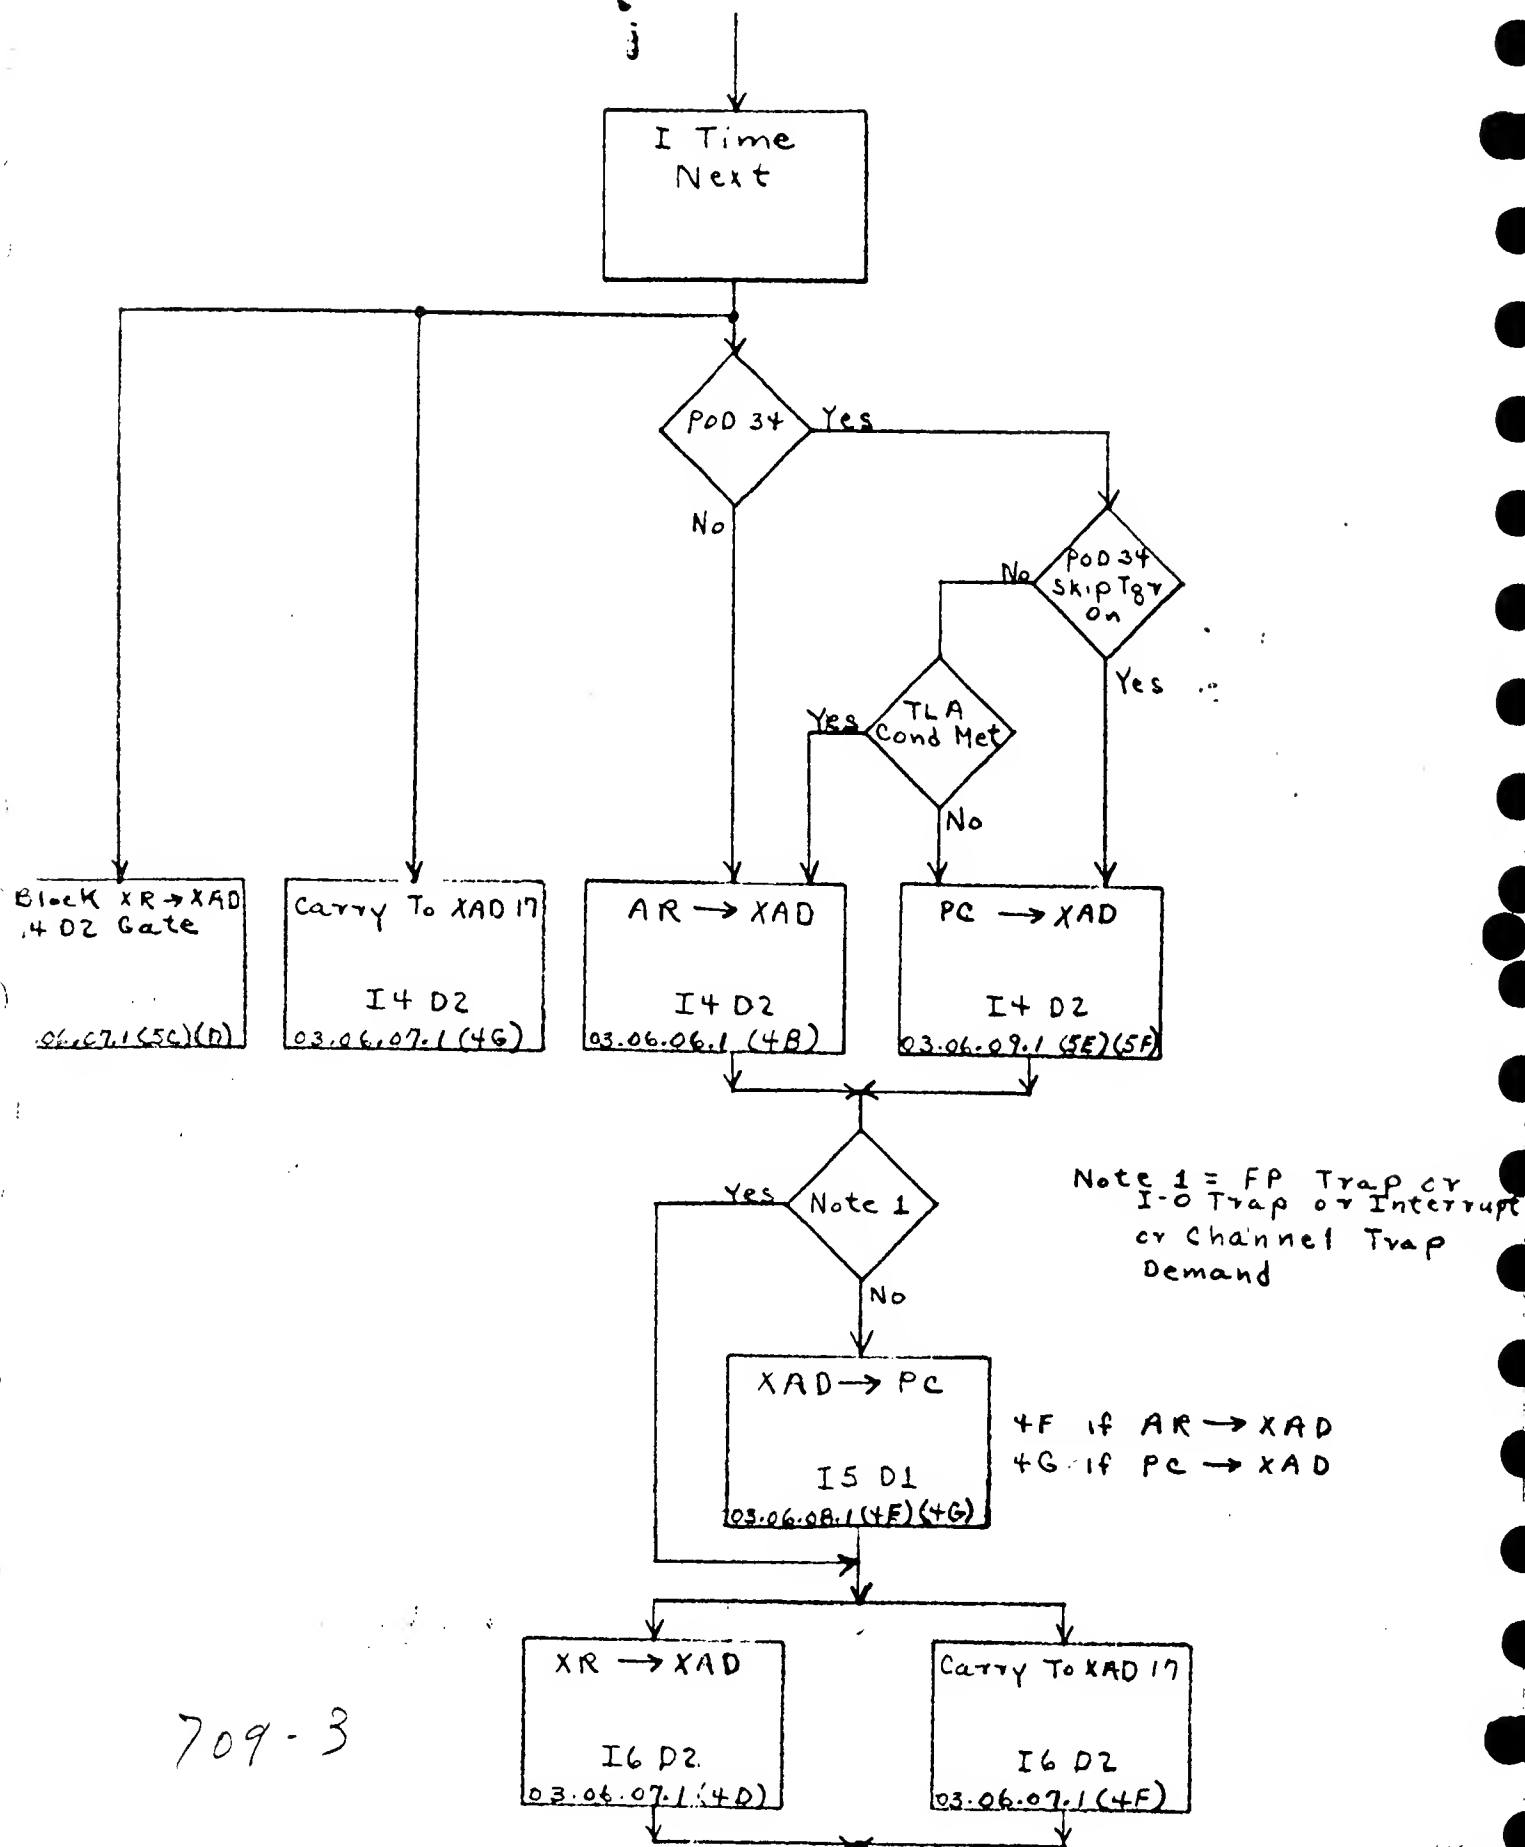 I Time
Next
POD 34
Yes
No
POD 34
Skip Tgr
On
No
Yes
TLA
Cond Met
Yes
No
Block XR → XAD
4 D2 Gate
Carry To XAD 17
I4 D2
03.06.07.1 (4G)
AR → XAD
I4 D2
03.06.06.1 (4B)
PC → XAD
I4 D2
03.06.09.1 (5E)(5F)
Note 1
Yes
No
Note 1 = FP Trap or
I-O Trap or Interrupt
or Channel Trap
Demand
XAD → PC
I5 D1
03.06.08.1 (4E)(4G)
4F if AR → XAD
4G if PC → XAD
XR → XAD
I6 D2
03.06.07.1 (4D)
Carry To XAD 17
I6 D2
03.06.07.1 (4F)
709-3